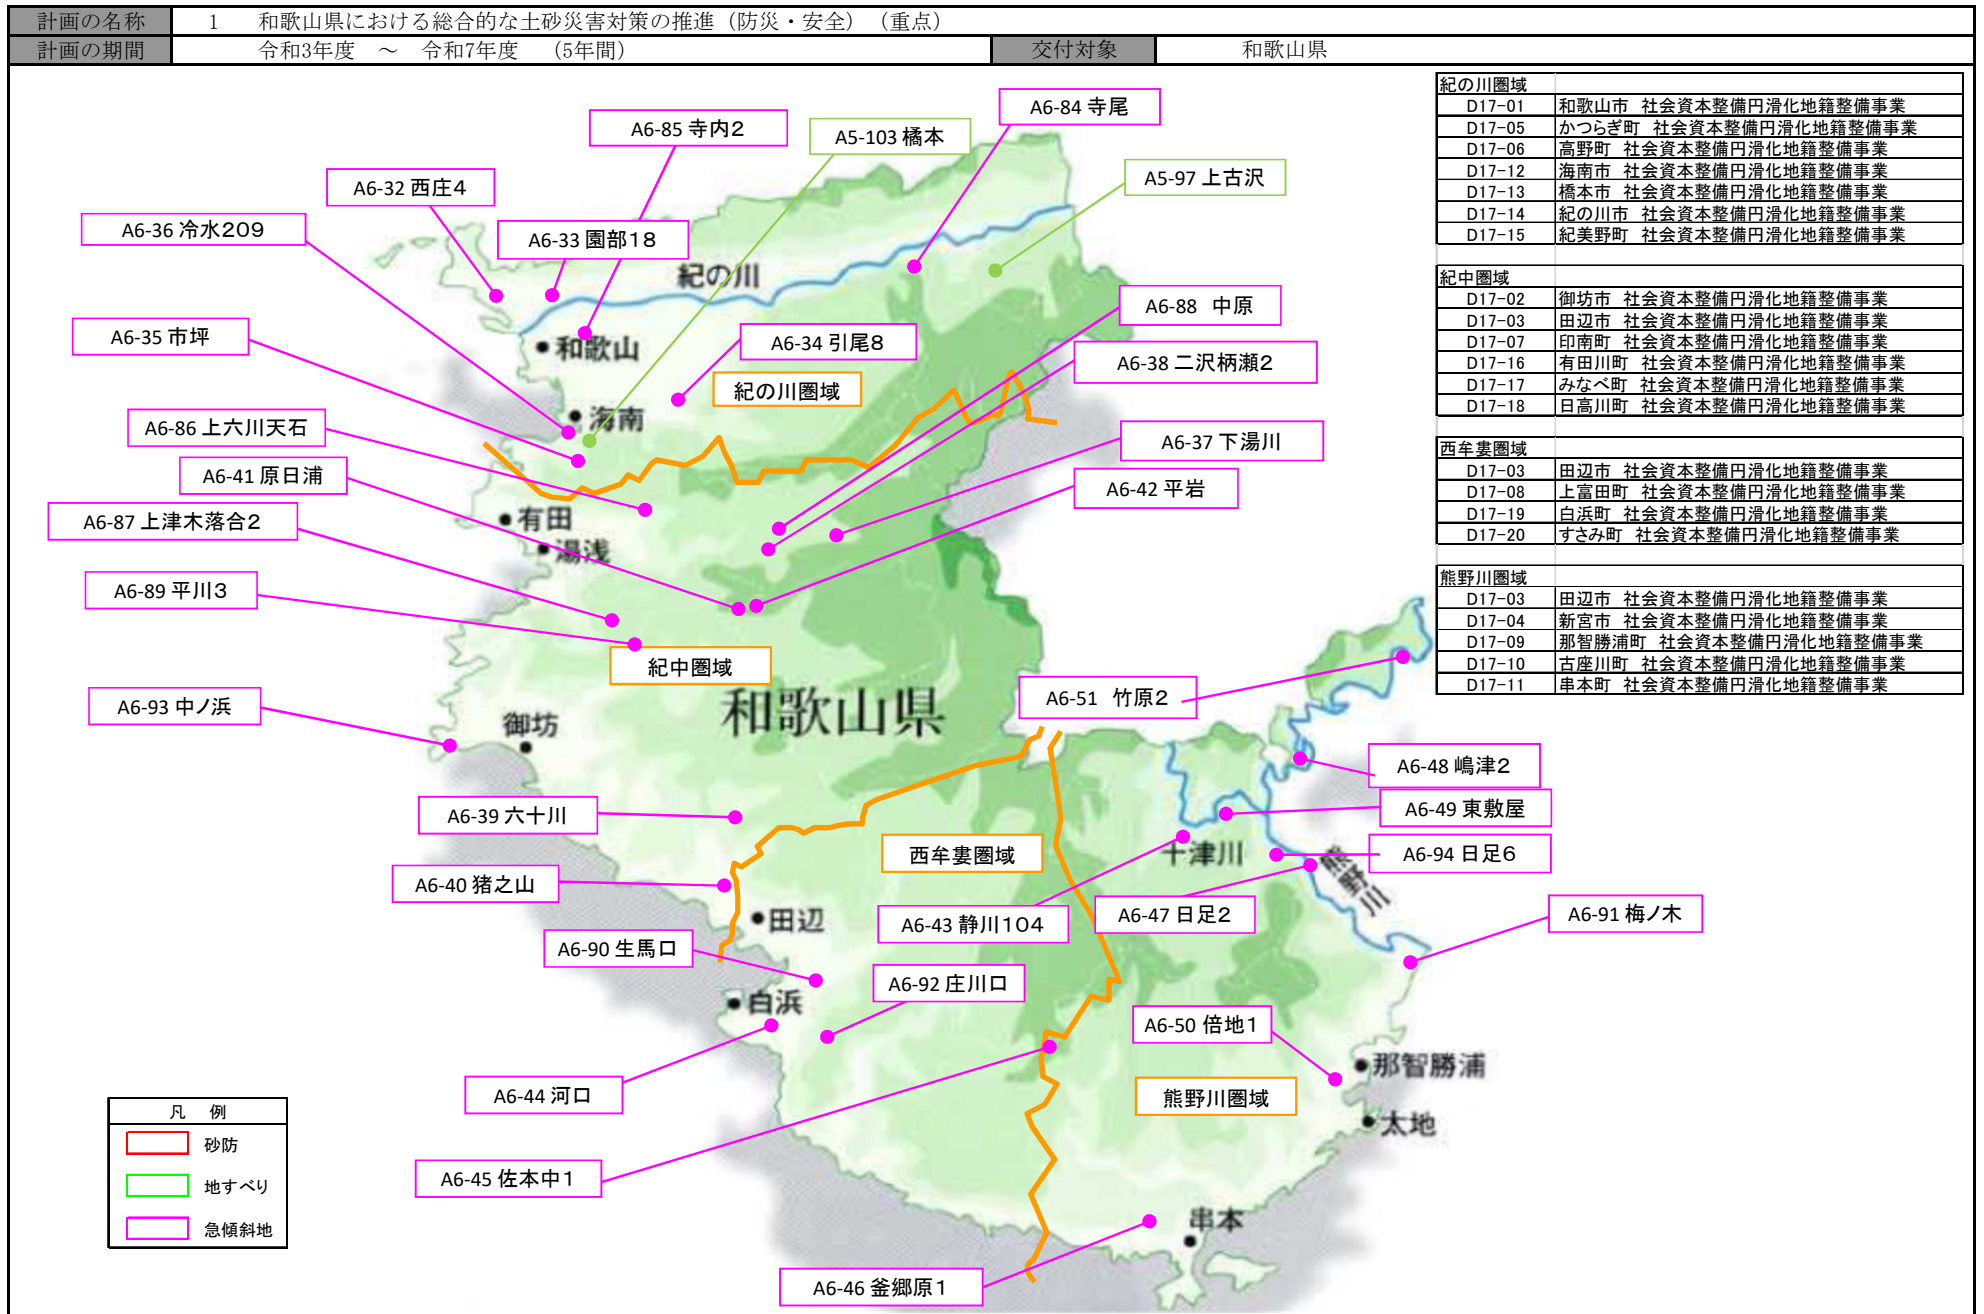 計画の名称 1 和歌山県における総合的な土砂災害対策の推進（防災・安全）（重点）
計画の期間 令和3年度 ～ 令和7年度 （5年間） 交付対象 和歌山県
紀の川圏域
D17-01 和歌山市 社会資本整備円滑化地籍整備事業
D17-05 かつらぎ町 社会資本整備円滑化地籍整備事業
D17-06 高野町 社会資本整備円滑化地籍整備事業
D17-12 海南市 社会資本整備円滑化地籍整備事業
D17-13 橋本市 社会資本整備円滑化地籍整備事業
D17-14 紀の川市 社会資本整備円滑化地籍整備事業
D17-15 紀美野町 社会資本整備円滑化地籍整備事業
紀中圏域
D17-02 御坊市 社会資本整備円滑化地籍整備事業
D17-03 田辺市 社会資本整備円滑化地籍整備事業
D17-07 印南町 社会資本整備円滑化地籍整備事業
D17-16 有田川町 社会資本整備円滑化地籍整備事業
D17-17 みなべ町 社会資本整備円滑化地籍整備事業
D17-18 日高川町 社会資本整備円滑化地籍整備事業
西牟婁圏域
D17-03 田辺市 社会資本整備円滑化地籍整備事業
D17-08 上富田町 社会資本整備円滑化地籍整備事業
D17-19 白浜町 社会資本整備円滑化地籍整備事業
D17-20 すさみ町 社会資本整備円滑化地籍整備事業
熊野川圏域
D17-03 田辺市 社会資本整備円滑化地籍整備事業
D17-04 新宮市 社会資本整備円滑化地籍整備事業
D17-09 那智勝浦町 社会資本整備円滑化地籍整備事業
D17-10 古座川町 社会資本整備円滑化地籍整備事業
D17-11 串本町 社会資本整備円滑化地籍整備事業
A6-84 寺尾
A6-85 寺内2
A5-103 橘本
A5-97 上古沢
A6-32 西庄4
A6-36 冷水209
A6-33 園部18
紀の川
A6-88 中原
A6-35 市坪
A6-34 引尾8
和歌山
A6-38 二沢柄瀬2
紀の川圏域
海南
A6-86 上六川天石
A6-37 下湯川
A6-41 原日浦
A6-42 平岩
A6-87 上津木落合2
有田
湯浅
A6-89 平川3
紀中圏域
A6-51 竹原2
A6-93 中ノ浜
御坊
和歌山県
A6-48 嶋津2
A6-39 六十川
A6-49 東敷屋
西牟婁圏域
十津川
A6-94 日足6
熊野川
A6-40 猪之山
田辺
A6-43 静川104
A6-47 日足2
A6-91 梅ノ木
A6-90 生馬口
A6-92 庄川口
白浜
A6-50 倍地1
那智勝浦
A6-44 河口
熊野川圏域
太地
凡 例
砂防
地すべり
急傾斜地
A6-45 佐本中1
串本
A6-46 釜郷原1